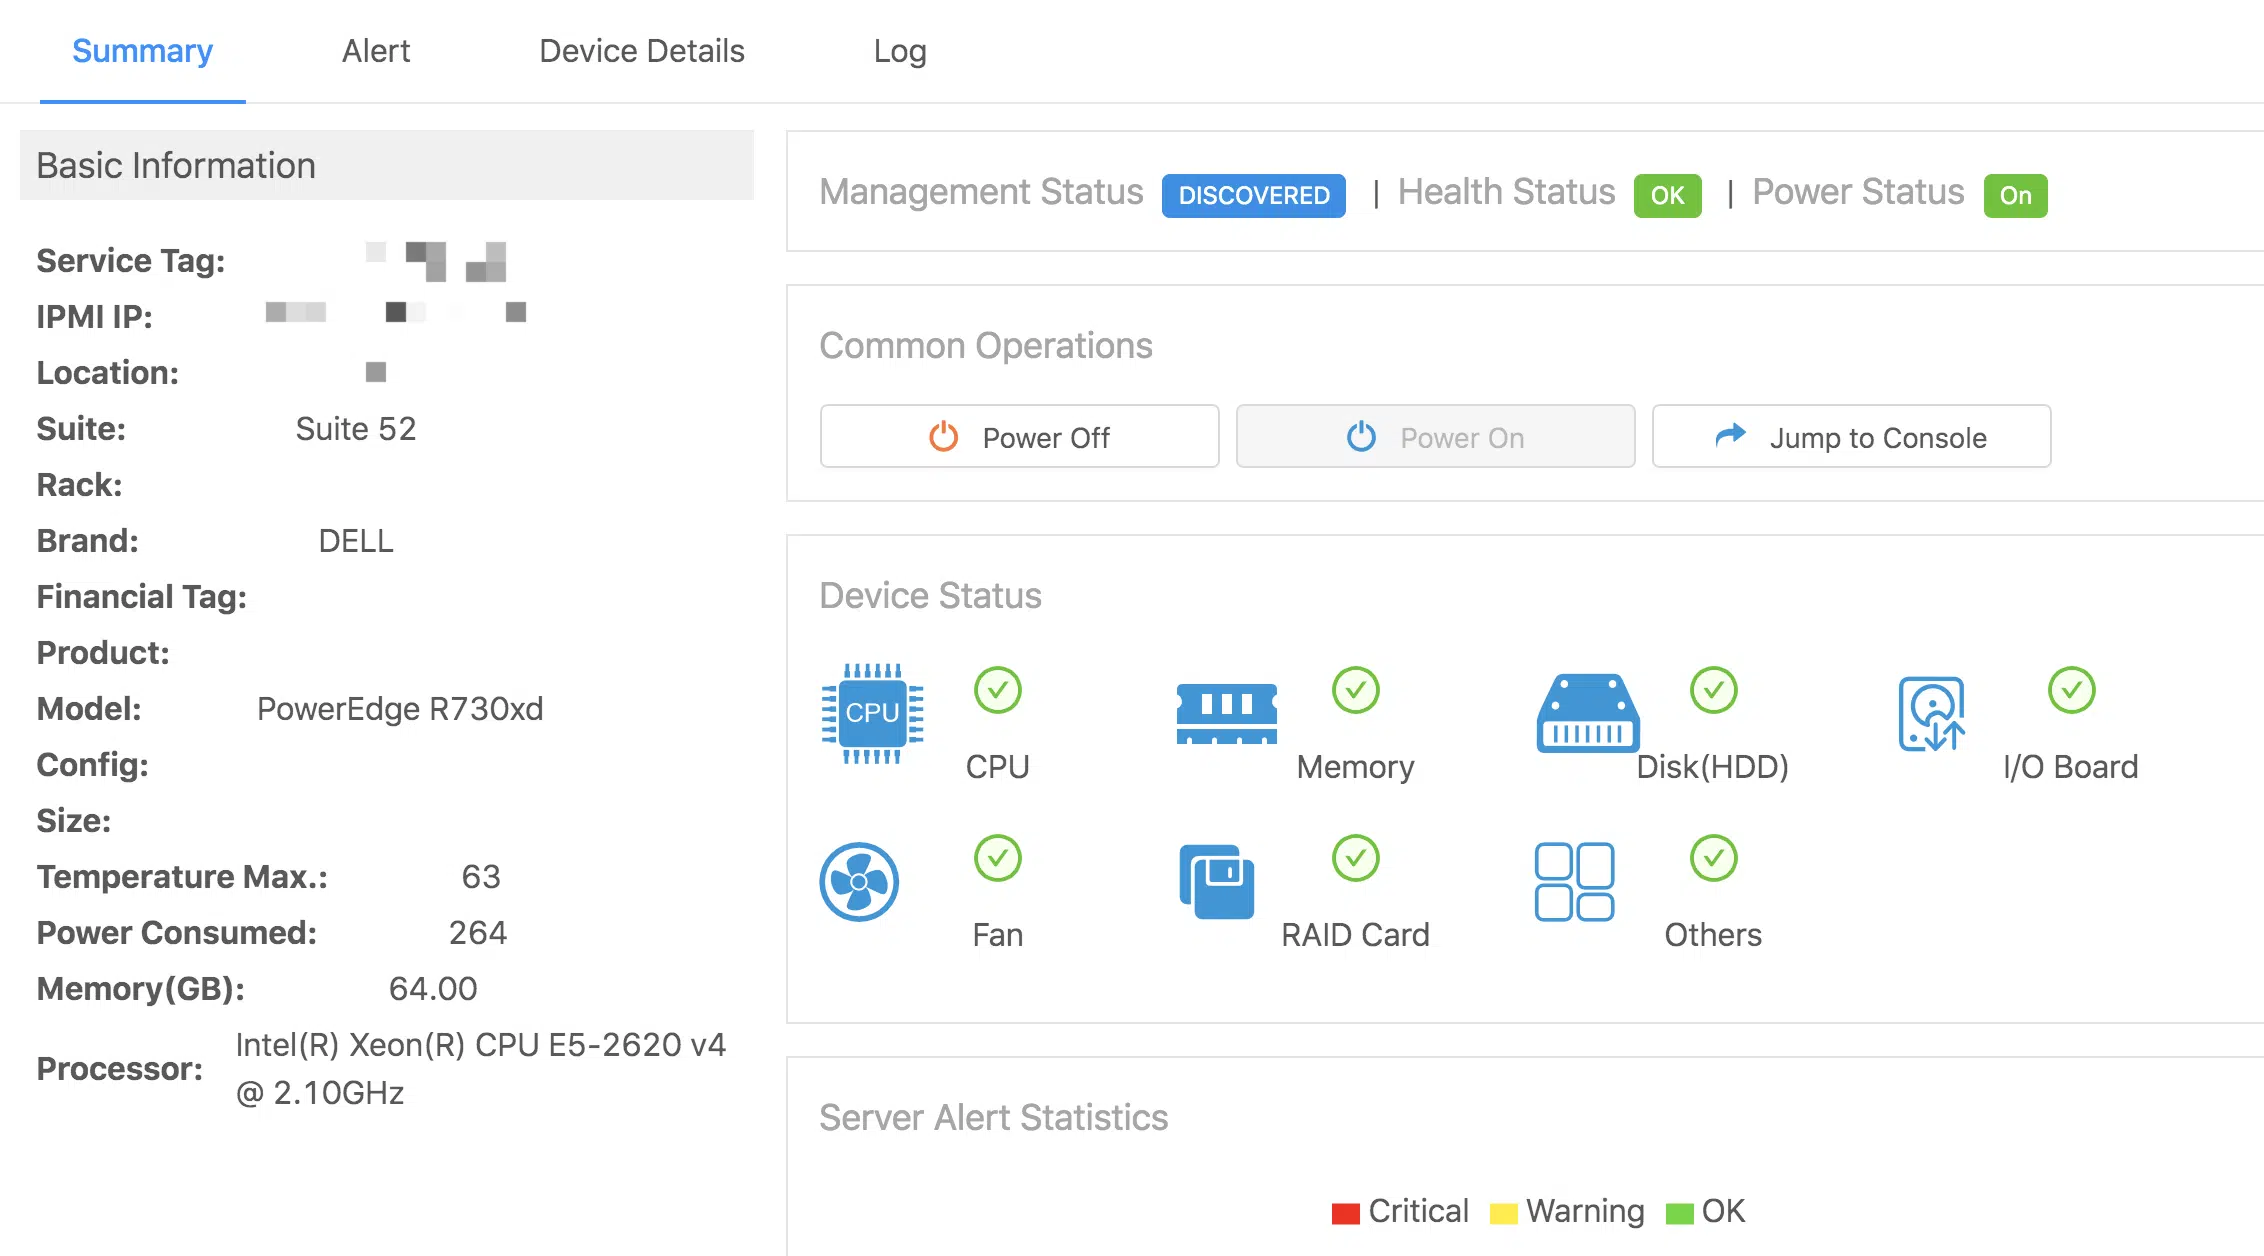 Summary Alert Device Details Log
Basic Information
Service Tag:
IPMI IP:
Location:
Suite: Suite 52
Rack:
Brand: DELL
Financial Tag:
Product:
Model: PowerEdge R730xd
Config:
Size:
Temperature Max.: 63
Power Consumed: 264
Memory(GB): 64.00
Processor: Intel(R) Xeon(R) CPU E5-2620 v4
@ 2.10GHz
Management Status DISCOVERED | Health Status OK | Power Status On
Common Operations
Power Off Power On Jump to Console
Device Status
CPU
CPU Memory Disk(HDD) I/O Board
Fan RAID Card Others
Server Alert Statistics
Critical Warning OK